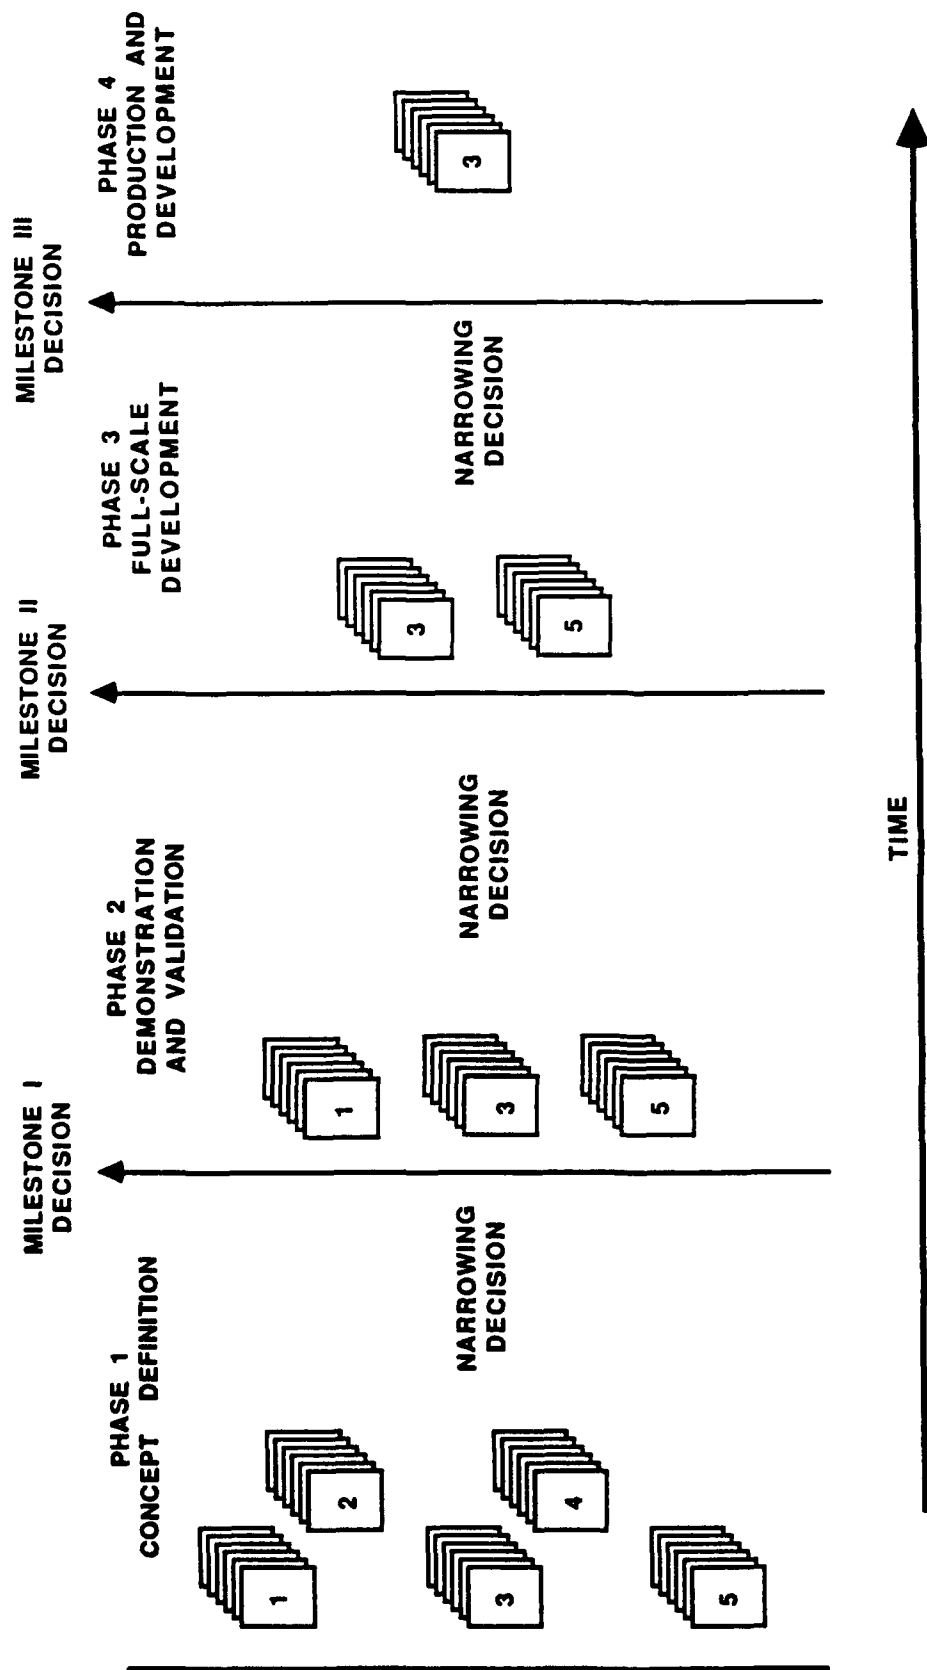 MILESTONE I
DECISION
MILESTONE II
DECISION
MILESTONE III
DECISION
PHASE 1
CONCEPT DEFINITION
PHASE 2
DEMONSTRATION
AND VALIDATION
PHASE 3
FULL-SCALE
DEVELOPMENT
PHASE 4
PRODUCTION AND
DEVELOPMENT
1
2
3
4
5
NARROWING
DECISION
1
3
5
NARROWING
DECISION
3
5
NARROWING
DECISION
3
TIME